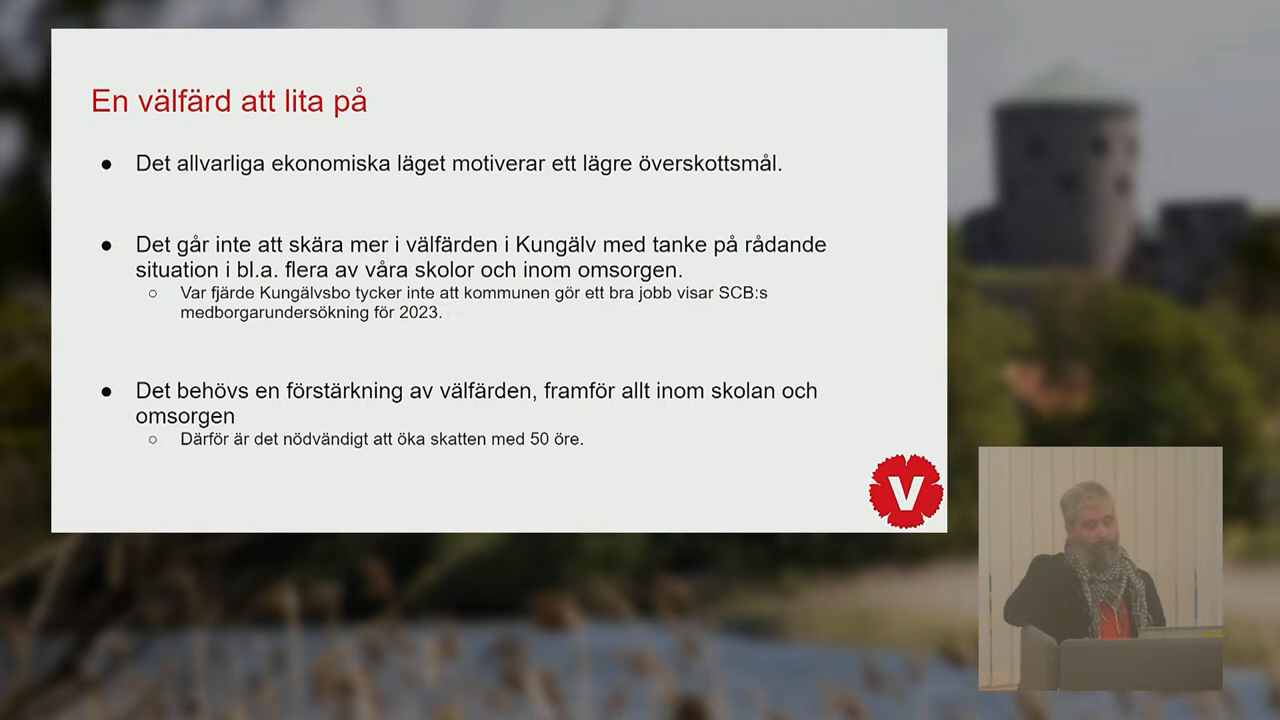 En välfärd att lita på
● Det allvarliga ekonomiska läget motiverar ett lägre överskottsmål.
● Det går inte att skära mer i välfärden i Kungälv med tanke på rådande
situation i bl.a. flera av våra skolor och inom omsorgen.
○ Var fjärde Kungälvsbo tycker inte att kommunen gör ett bra jobb visar SCB:s
medborgarundersökning för 2023.
● Det behövs en förstärkning av välfärden, framför allt inom skolan och
omsorgen
○ Därför är det nödvändigt att öka skatten med 50 öre.
V